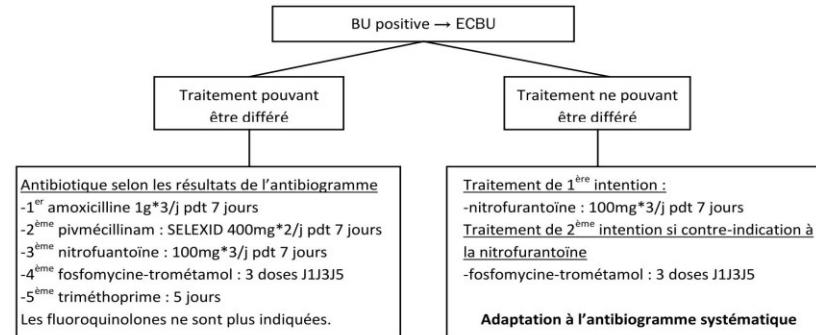 BU positive → ECBU
Traitement pouvant
être différé
Traitement ne pouvant
être différé
Antibiotique selon les résultats de l’antibiogramme
-1er amoxicilline 1g*3/j pdt 7 jours
-2ème pivmécillinam : SELEXID 400mg*2/j pdt 7 jours
-3ème nitrofuantoïne : 100mg*3/j pdt 7 jours
-4ème fosfomycine-trométamol : 3 doses J1J3J5
-5ème triméthoprime : 5 jours
Les fluoroquinolones ne sont plus indiquées.
Traitement de 1ère intention :
-nitrofurantoïne : 100mg*3/j pdt 7 jours
Traitement de 2ème intention si contre-indication à
la nitrofurantoïne
-fosfomycine-trométamol : 3 doses J1J3J5
Adaptation à l’antibiogramme systématique